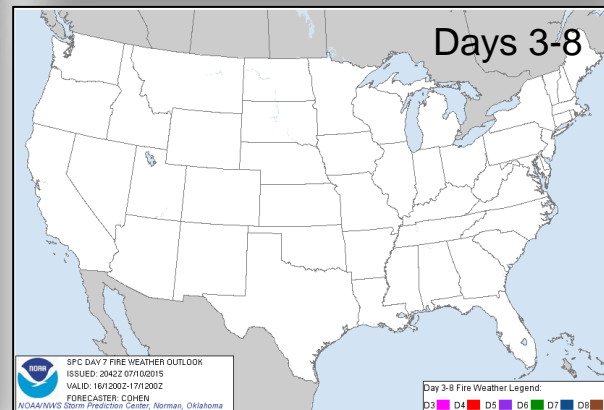 Days 3-8
NOAA
SPC DAY 7 FIRE WEATHER OUTLOOK
ISSUED: 2042Z 07/10/2015
VALID: 16/1200Z-17/1200Z
FORECASTER: COHEN
NOAA/NWS Storm Prediction Center, Norman, Oklahoma
Day 3-8 Fire Weather Legend:
D3 D4 D5 D6 D7 D8